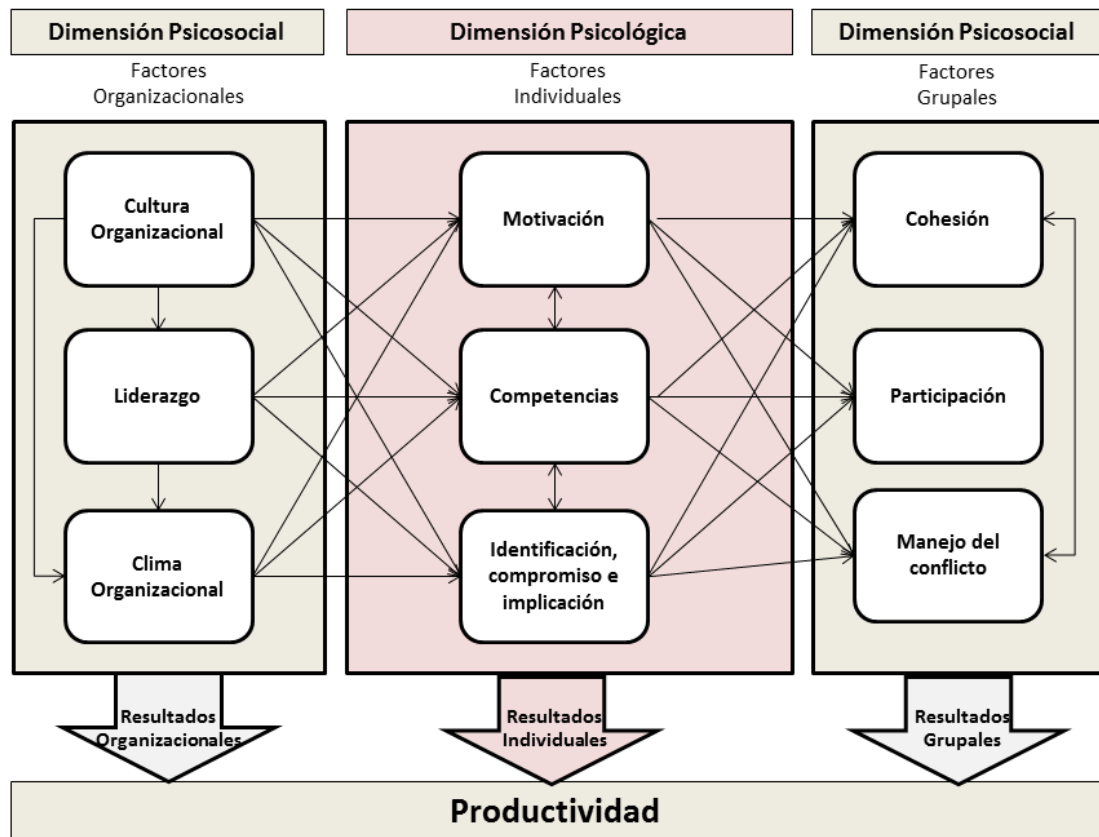 Dimensión Psicosocial
Factores
Organizacionales
Cultura
Organizacional
Liderazgo
Clima
Organizacional
Resultados
Organizacionales
Dimensión Psicológica
Factores
Individuales
Motivación
Competencias
Identificación,
compromiso e
implicación
Resultados
Individuales
Dimensión Psicosocial
Factores
Grupales
Cohesión
Participación
Manejo del
conflicto
Resultados
Grupales
Productividad